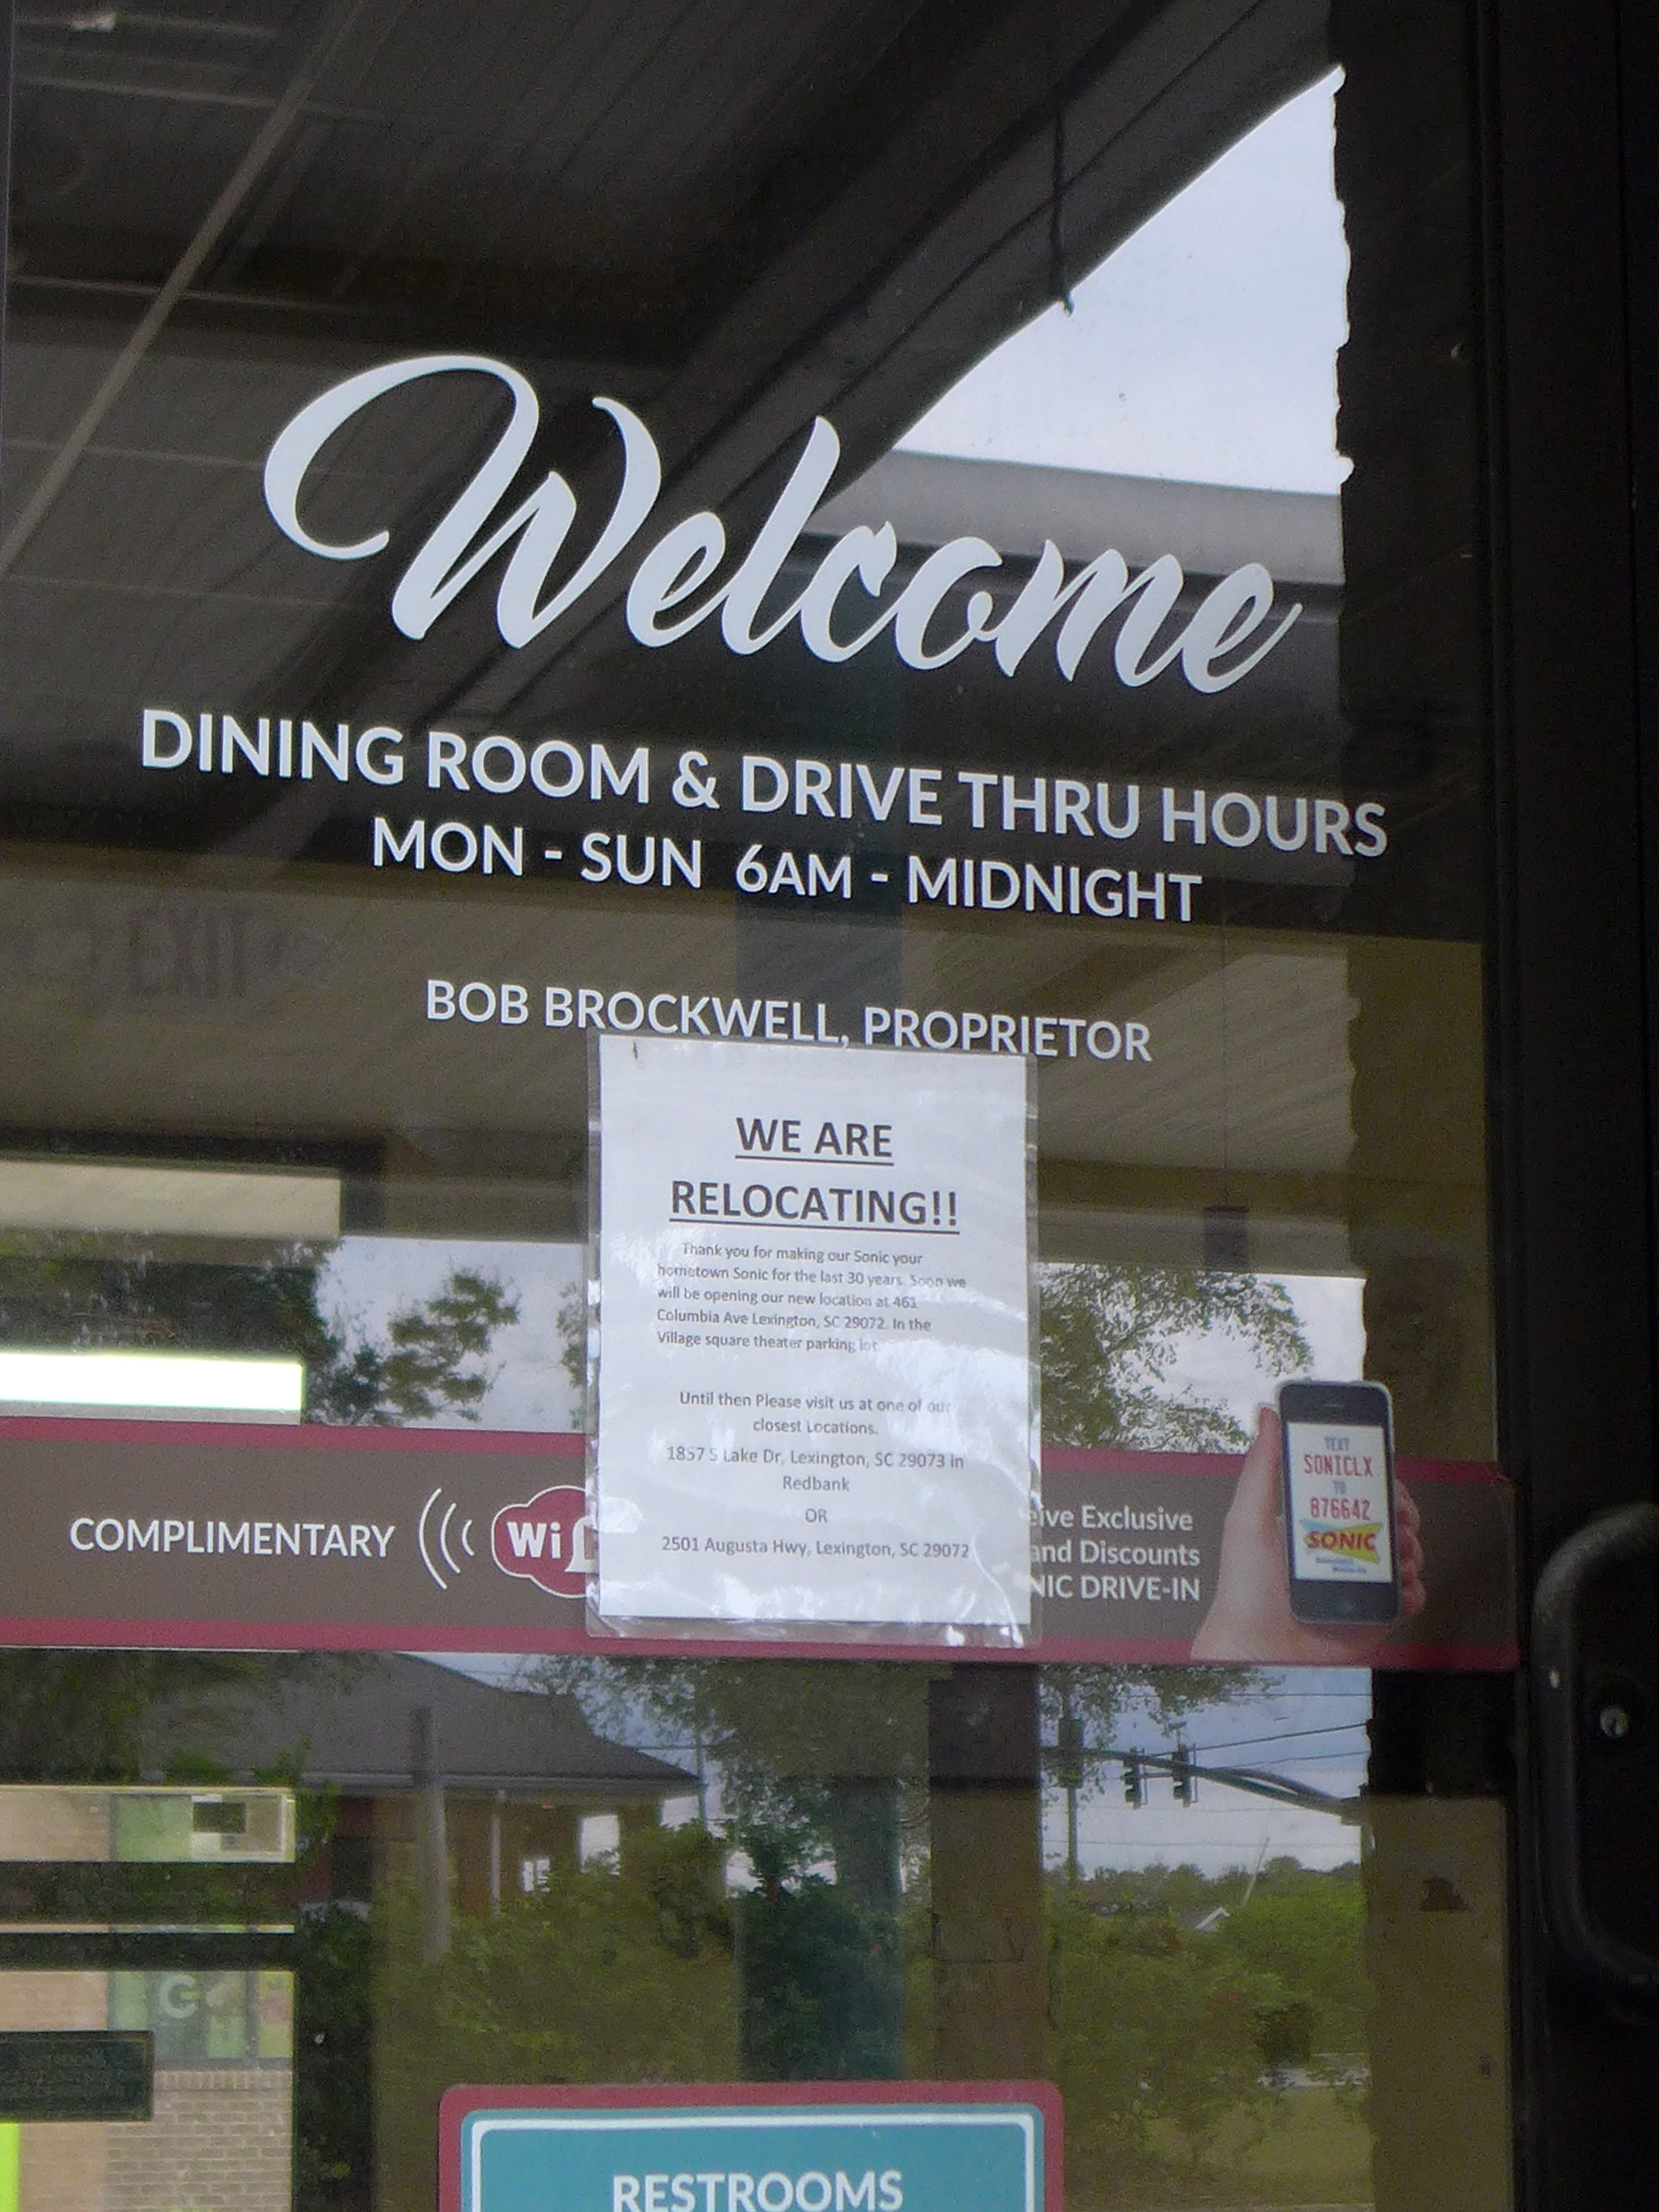 Welcome
DINING ROOM & DRIVE THRU HOURS
MON - SUN 6AM - MIDNIGHT
EXIT
BOB BROCKWELL, PROPRIETOR
WE ARE
RELOCATING!!
Thank you for making our Sonic your
hometown Sonic for the last 30 years. Soon we
will be opening our new location at 461
Columbia Ave Lexington, SC 29072. In the
Village square theater parking lot.
Until then Please visit us at one of our
closest Locations.
1857 S Lake Dr. Lexington, SC 29073 in
Redbank
OR
2501 Augusta Hwy, Lexington, SC 29072
COMPLIMENTARY Wi
eive Exclusive
and Discounts
NIC DRIVE-IN
TEXT
SONICLX
TO
876642
SONIC
RESTROOMS